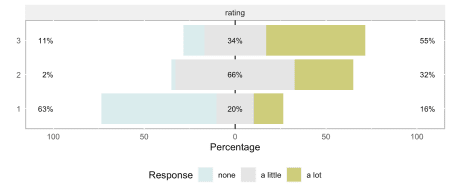 rating
3 11% 34% 55%
2 2% 66% 32%
1 63% 20% 16%
100 50 0 50 100
Percentage
Response none a little a lot